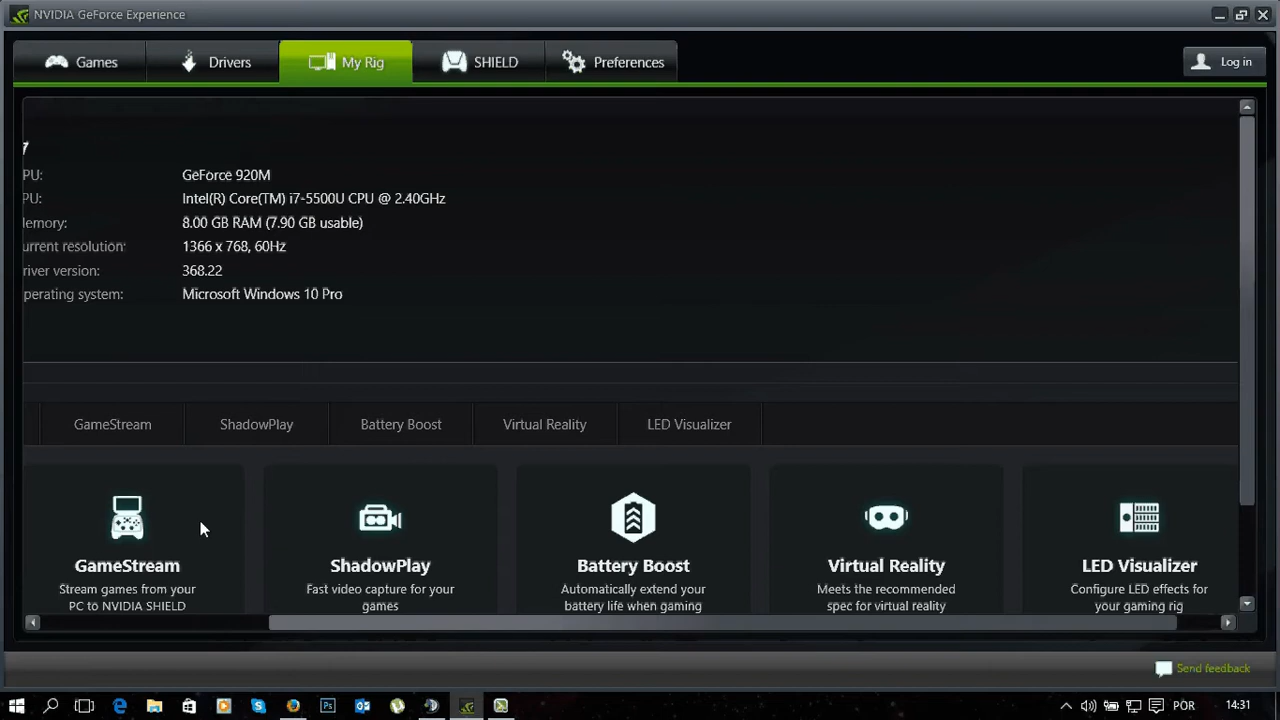 NVIDIA GeForce Experience
Games
Drivers
My Rig
SHIELD
Preferences
Log in
PU:
GeForce 920M
PU:
Intel(R) Core(TM) i7-5500U CPU @ 2.40GHz
emory:
8.00 GB RAM (7.90 GB usable)
urrent resolution:
1366 x 768, 60Hz
river version:
368.22
perating system:
Microsoft Windows 10 Pro
GameStream
ShadowPlay
Battery Boost
Virtual Reality
LED Visualizer
GameStream
Stream games from your
PC to NVIDIA SHIELD
ShadowPlay
Fast video capture for your
games
Battery Boost
Automatically extend your
battery life when gaming
Virtual Reality
Meets the recommended
spec for virtual reality
LED Visualizer
Configure LED effects for
your gaming rig
Send feedback
POR
14:31